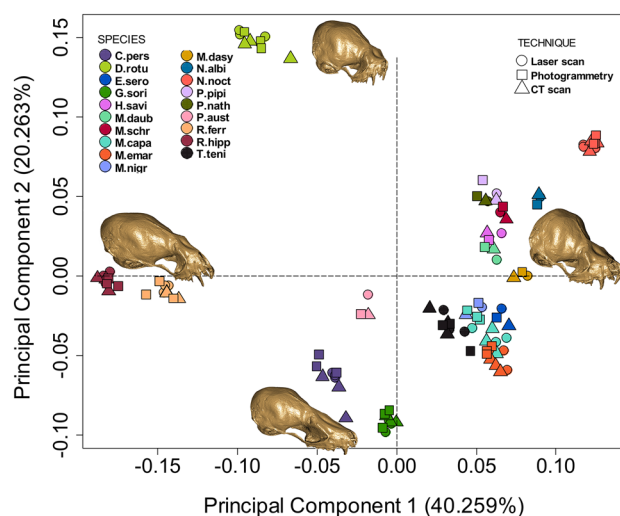 SPECIES
C.pers
D.rotu
E.sero
G.sori
H.savi
M.daub
M.schr
M.capa
M.emar
M.nigr
M.dasy
N.albi
N.noct
P.pipi
P.nath
P.aust
R.ferr
R.hipp
T.teni
TECHNIQUE
Laser scan
Photogrammetry
CT scan
Principal Component 2 (20.263%)
0.15
0.10
0.05
0.00
-0.05
-0.10
-0.15
-0.10
-0.05
0.00
0.05
0.10
Principal Component 1 (40.259%)